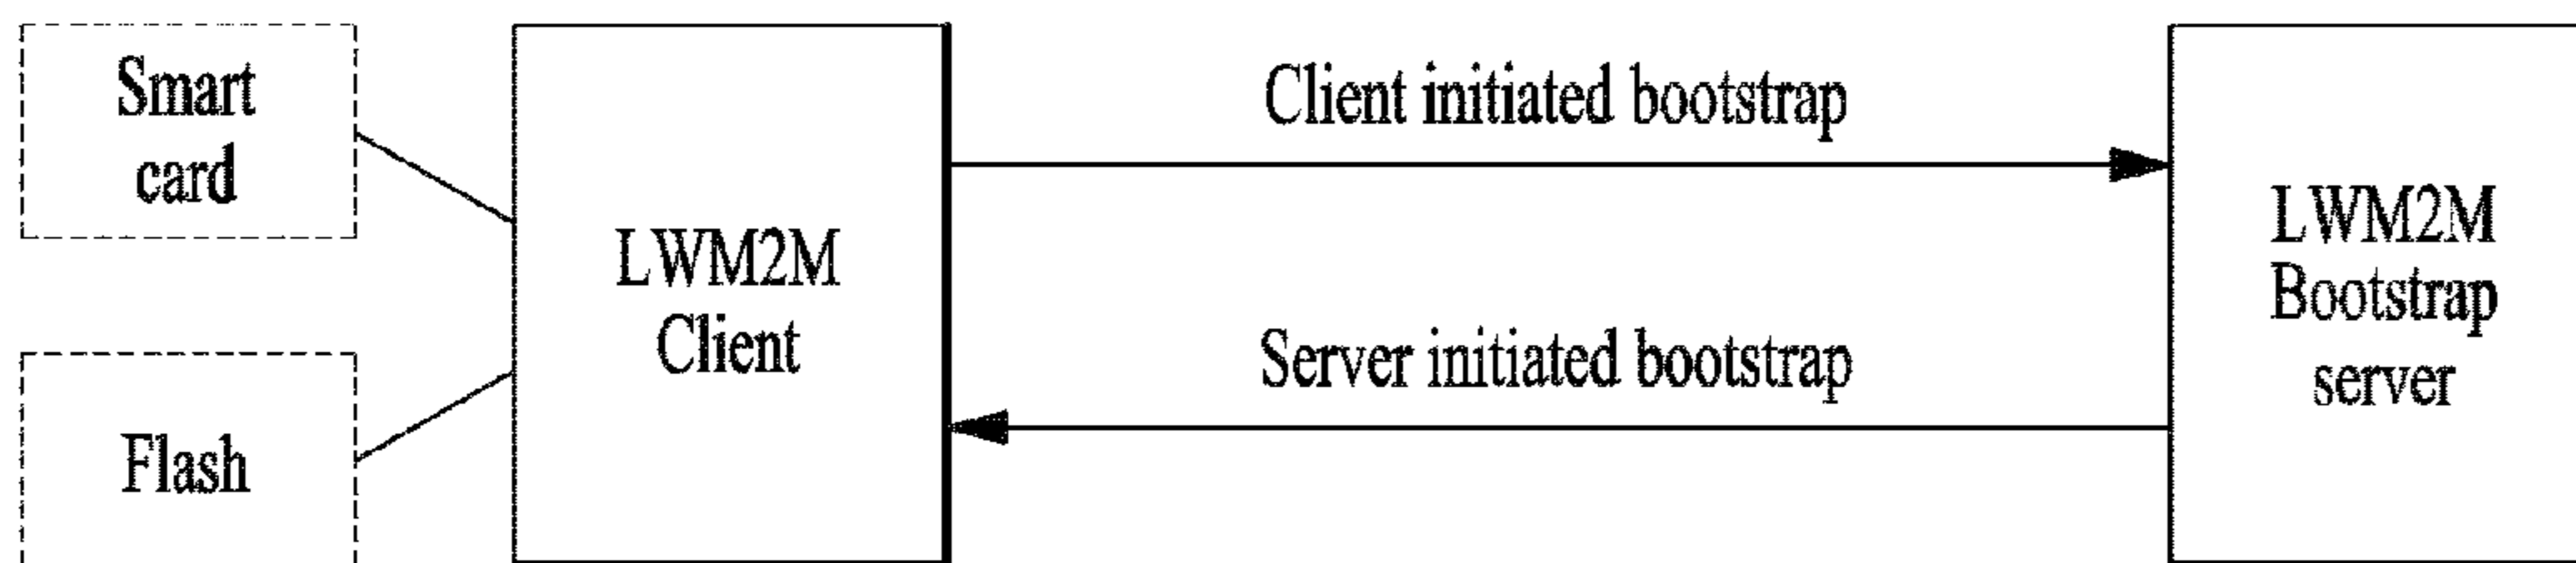 Smart
card
Flash
LWM2M
Client
Client initiated bootstrap
Server initiated bootstrap
LWM2M
Bootstrap
server